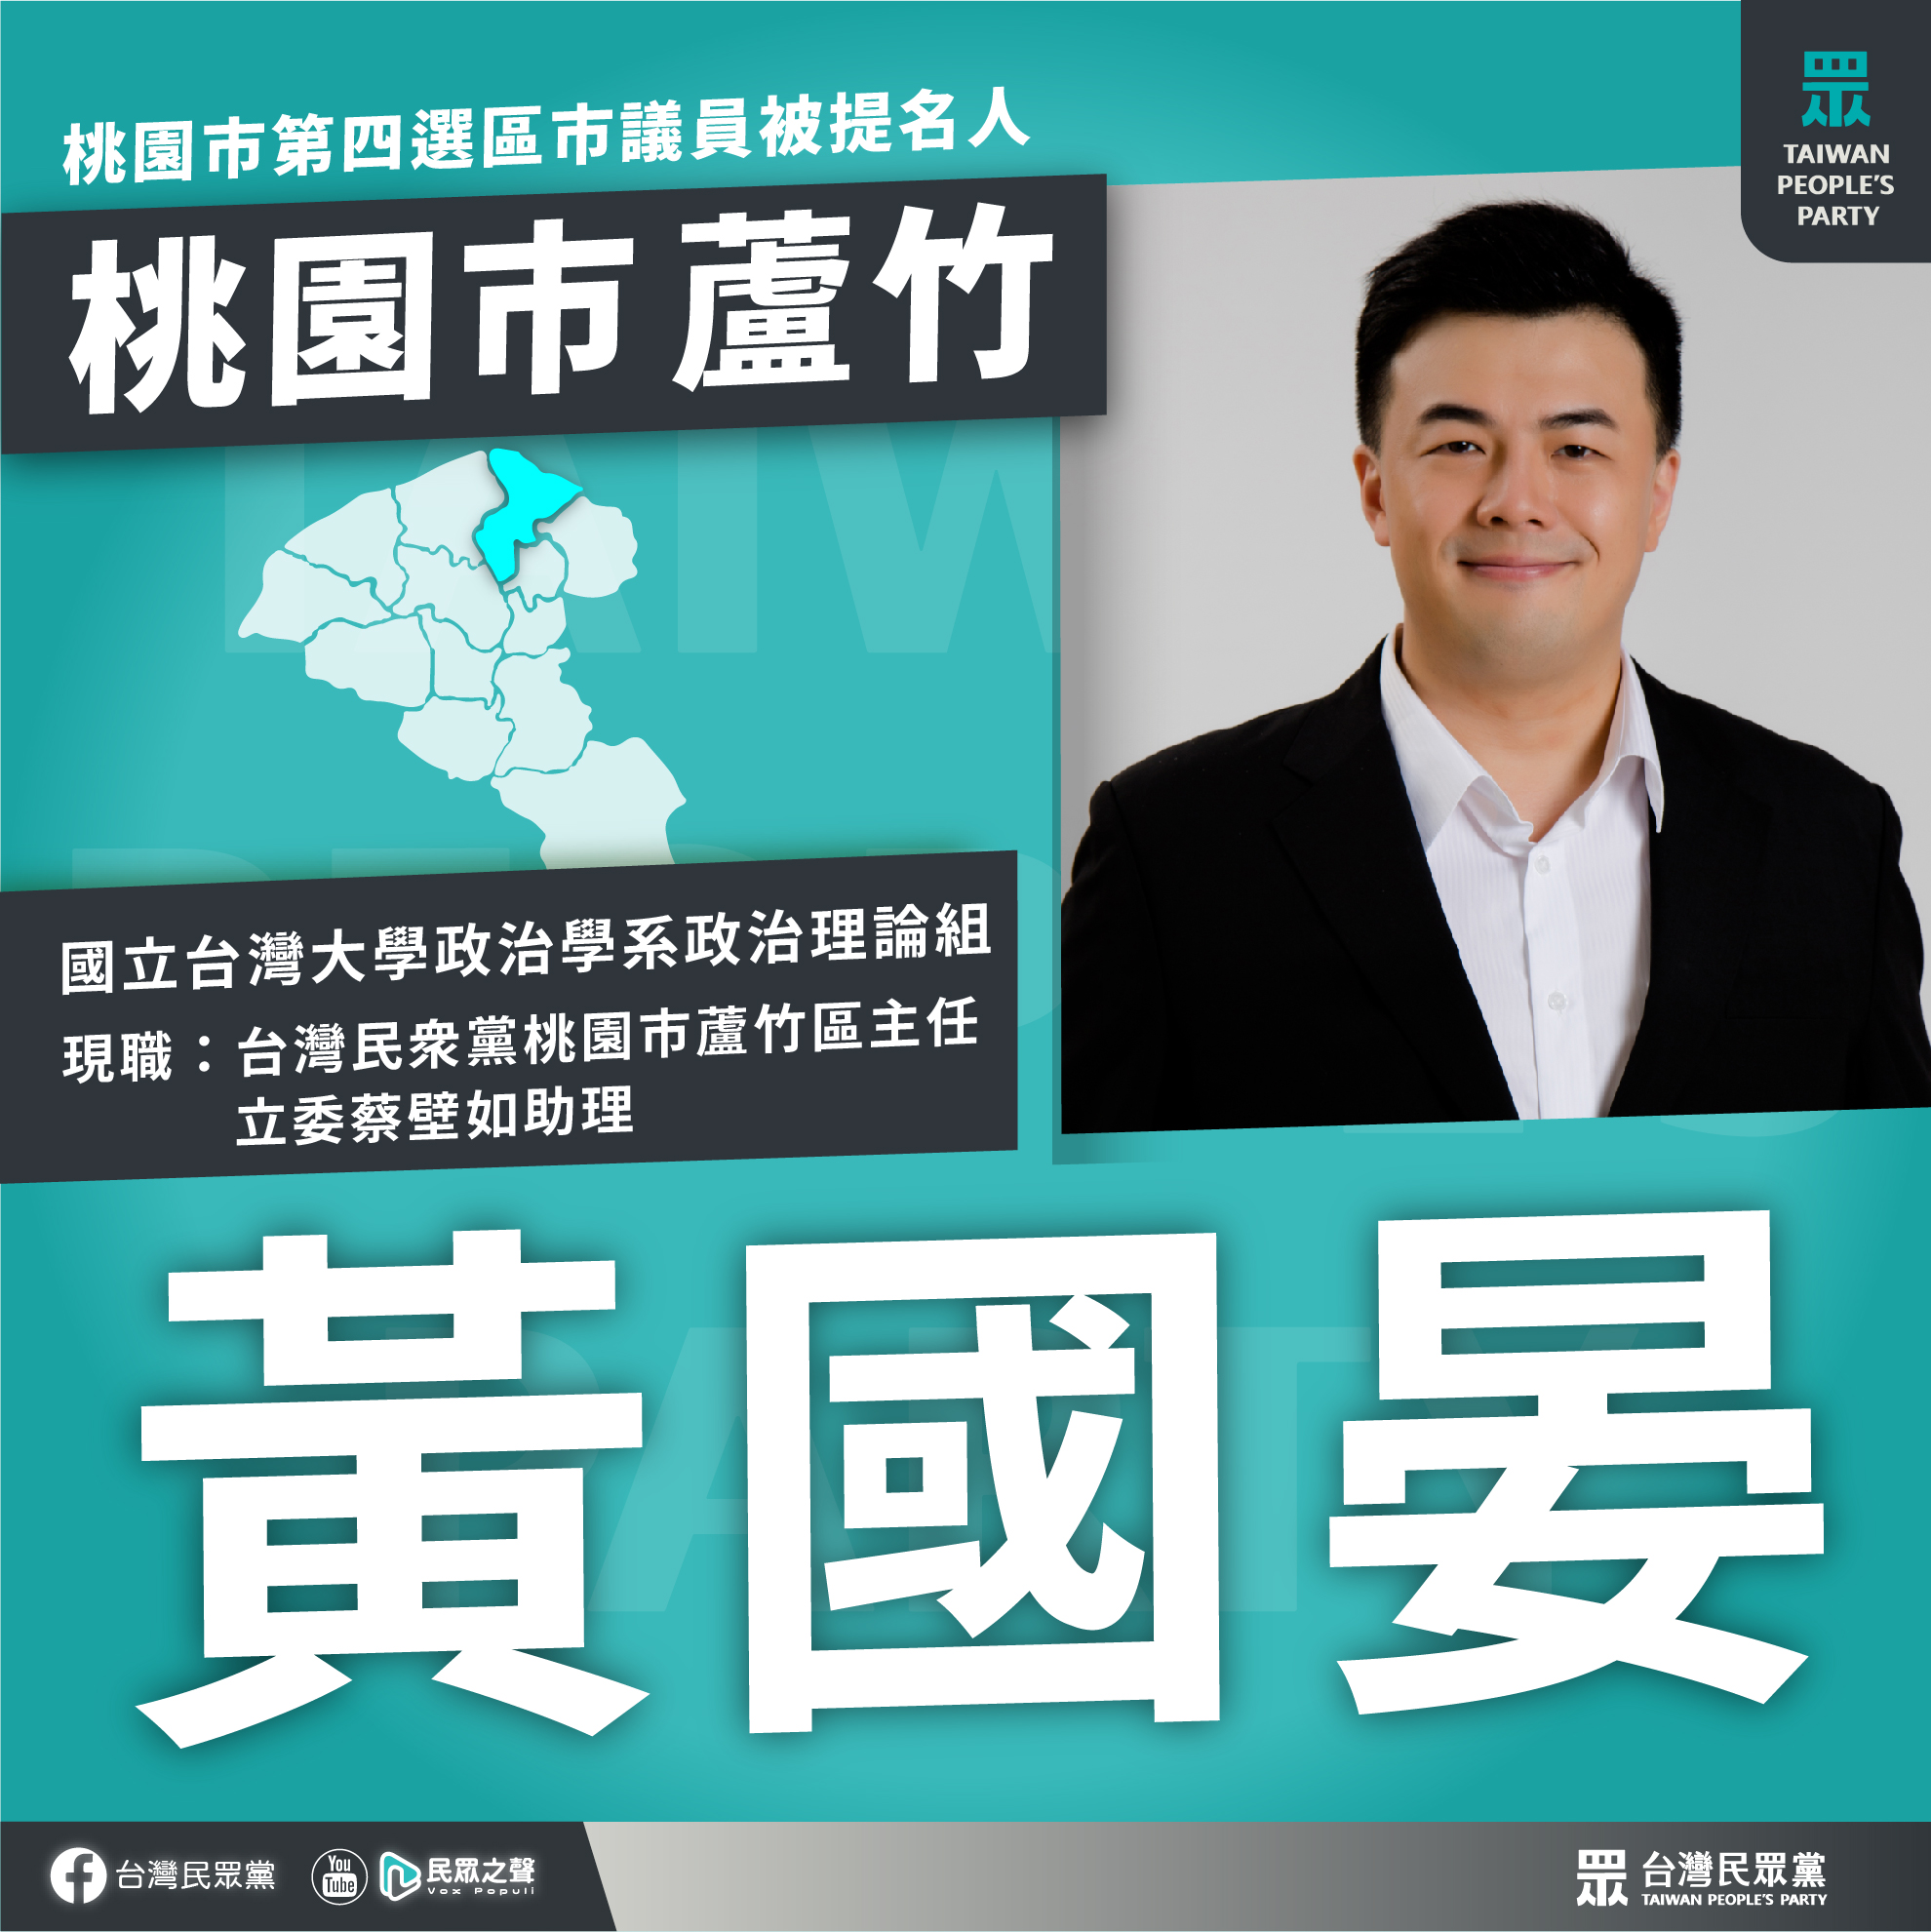 桃園市第四選區市議員被提名人
桃園市 蘆竹
眾
TAIWAN
PEOPLE'S
PARTY
TAIWAN
PEOPLE'S
PARTY
國立台灣大學政治學系政治理論組
現職：台灣民眾黨桃園市蘆竹區主任
立委蔡壁如助理
黃國晏
台灣民眾黨
You
Tube
民眾之聲
Vox Populi
眾 台灣民眾黨
TAIWAN PEOPLE'S PARTY